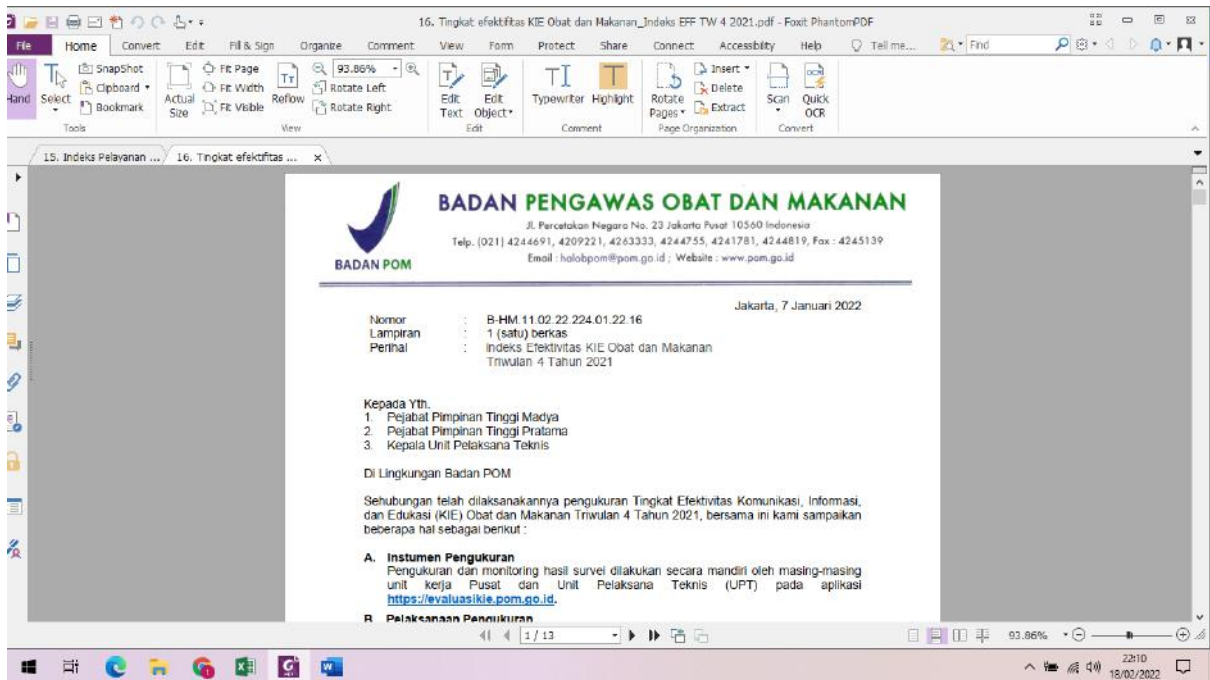 16. Tingkat efektifitas KIE Obat dan Makanan_Indeks EFF TW 4 2021.pdf - Foxit PhantomPDF
File Home Convert Edit Fill & Sign Organize Comment View Form Protect Share Connect Accessibility Help Tell me... Find
Hand
Select
SnapShot
Clipboard
Bookmark
Actual Size
Fit Page
Fit Width
Fit Visible
Reflow
93.86%
Rotate Left
Rotate Right
Edit Text
Edit Object
Typewriter
Highlight
Rotate Pages
Insert
Delete
Extract
Scan
Quick OCR
Tools View Edit Comment Page Organization Convert
15. Indeks Pelayanan ... 16. Tingkat efektifitas ... x
BADAN PENGAWAS OBAT DAN MAKANAN
Jl. Percetakan Negara No. 23 Jakarta Pusat 10560 Indonesia
Telp. (021) 4244691, 4209221, 4263333, 4244755, 4241781, 4244819, Fax : 4245139
Email : halobpom@pom.go.id ; Website : www.pom.go.id
BADAN POM
Jakarta, 7 Januari 2022
Nomor : B-HM.11.02.22.224.01.22.16
Lampiran : 1 (satu) berkas
Perihal : Indeks Efektivitas KIE Obat dan Makanan
Triwulan 4 Tahun 2021
Kepada Yth.
1. Pejabat Pimpinan Tinggi Madya
2. Pejabat Pimpinan Tinggi Pratama
3. Kepala Unit Pelaksana Teknis
Di Lingkungan Badan POM
Sehubungan telah dilaksanakannya pengukuran Tingkat Efektivitas Komunikasi, Informasi,
dan Edukasi (KIE) Obat dan Makanan Triwulan 4 Tahun 2021, bersama ini kami sampaikan
beberapa hal sebagai berikut :
A. Instumen Pengukuran
Pengukuran dan monitoring hasil survei dilakukan secara mandiri oleh masing-masing
unit kerja Pusat dan Unit Pelaksana Teknis (UPT) pada aplikasi
https://evaluasikie.pom.go.id.
B. Pelaksanaan Pengukuran
1 / 13
93.86%
22:10
18/02/2022